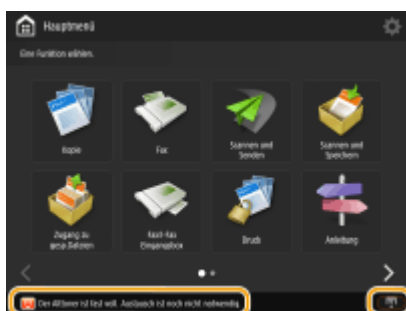 Hauptmenü
Eine Funktion wählen.
Kopie
Fax
Scannen und
Senden
Scannen und
Speichern
Zugang zu
gesp. Dateien
Fax/I-Fax
Eingangsbox
Druck
Anleitung
Der Alttoner ist fast voll. Austausch ist noch nicht notwendig.